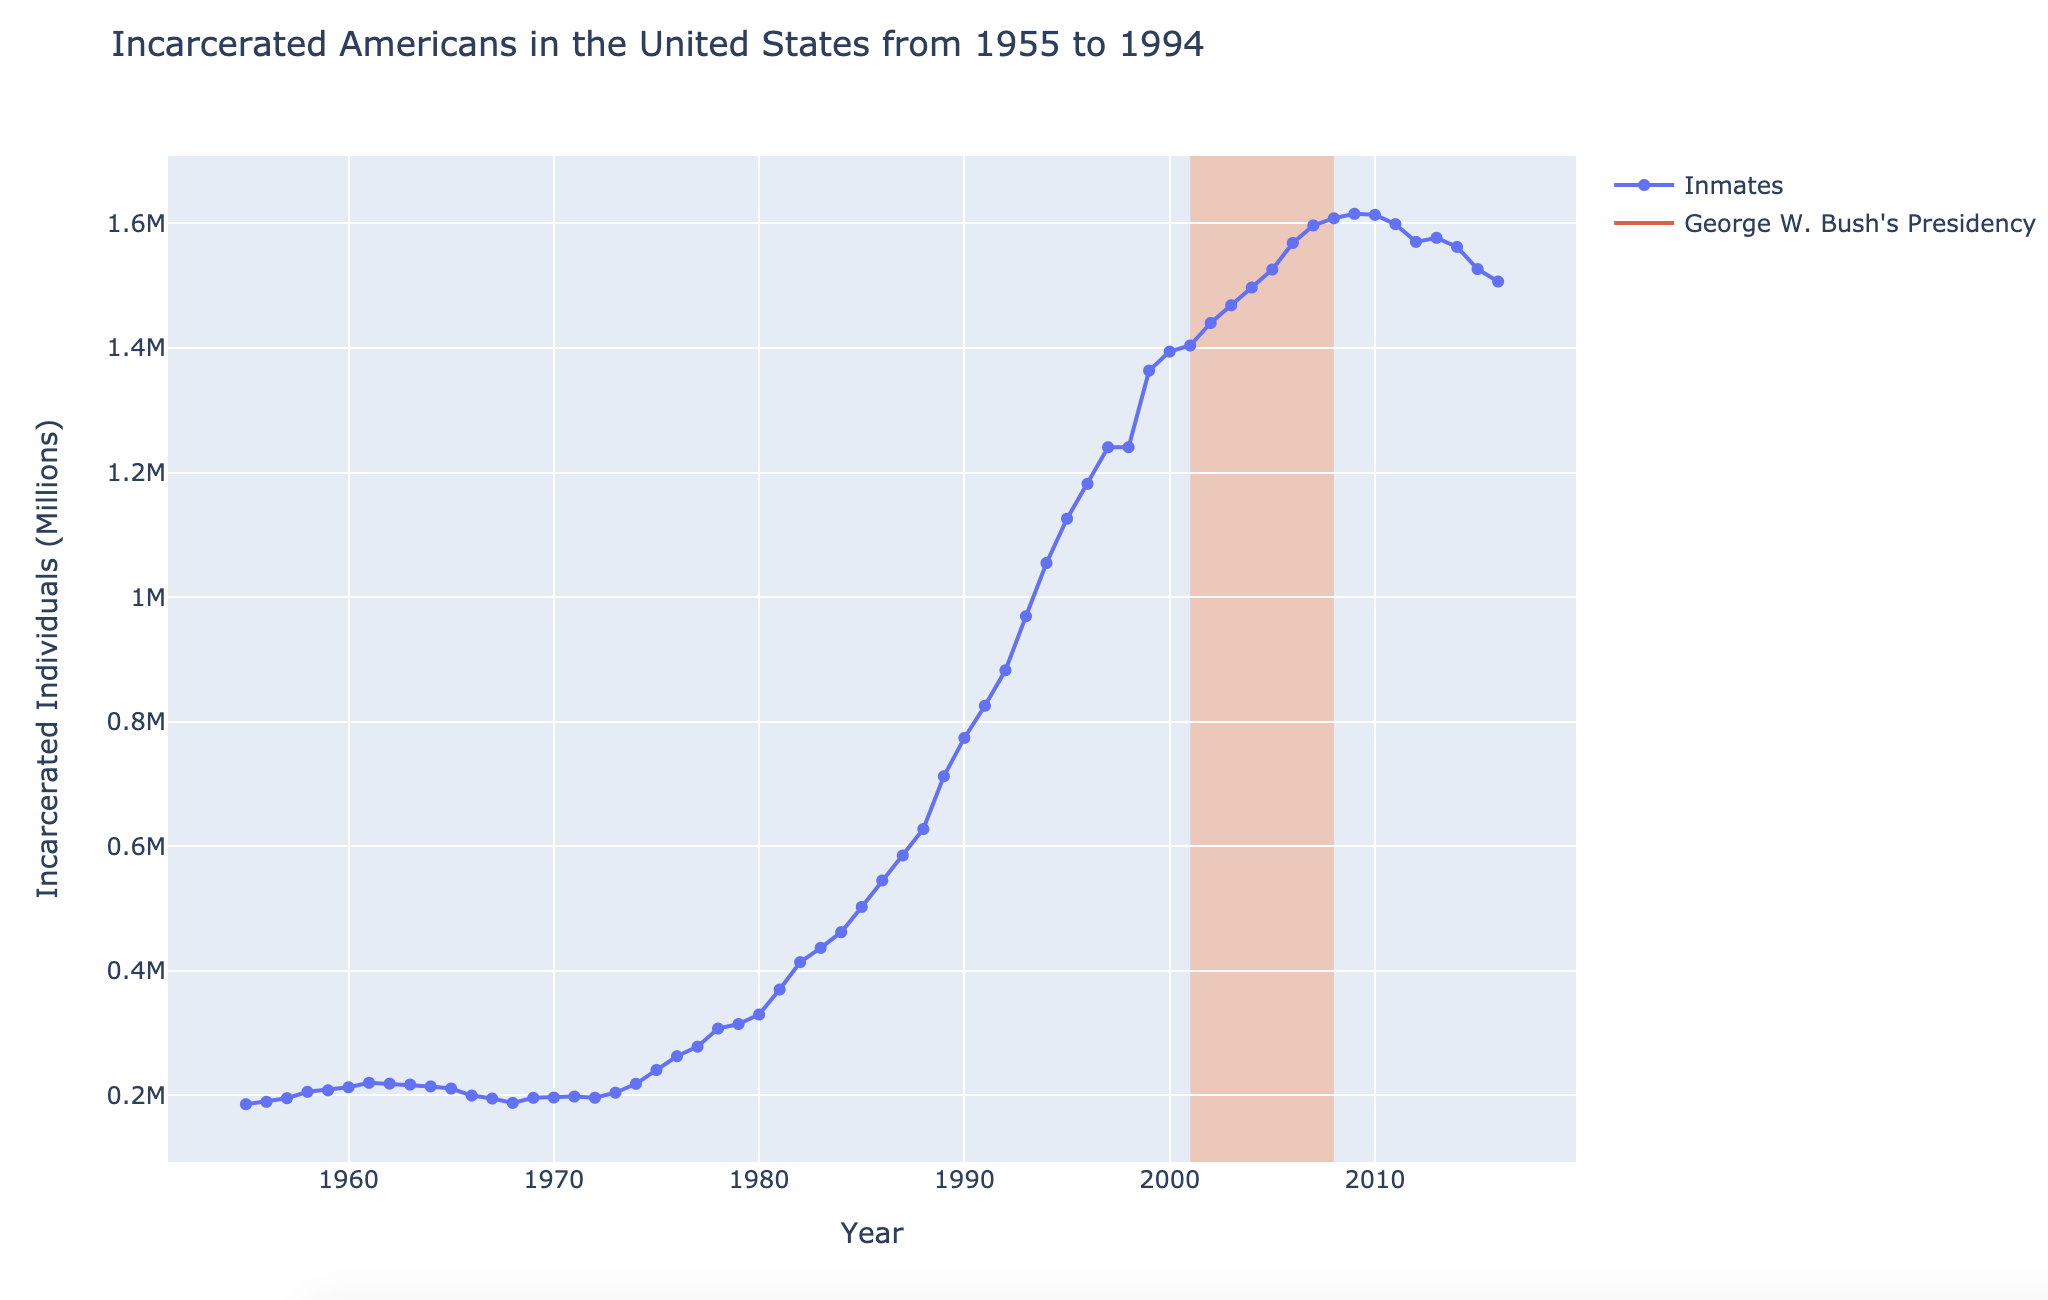 Incarcerated Americans in the United States from 1955 to 1994
Inmates
George W. Bush's Presidency
Incarcerated Individuals (Millions)
1.6M
1.4M
1.2M
1M
0.8M
0.6M
0.4M
0.2M
1960 1970 1980 1990 2000 2010
Year